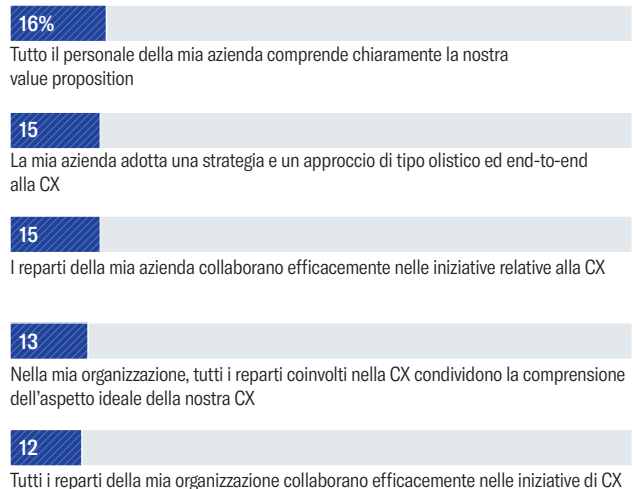 16%
Tutto il personale della mia azienda comprende chiaramente la nostra
value proposition
15
La mia azienda adotta una strategia e un approccio di tipo olistico ed end-to-end
alla CX
15
I reparti della mia azienda collaborano efficacemente nelle iniziative relative alla CX
13
Nella mia organizzazione, tutti i reparti coinvolti nella CX condividono la comprensione
dell'aspetto ideale della nostra CX
12
Tutti i reparti della mia organizzazione collaborano efficacemente nelle iniziative di CX